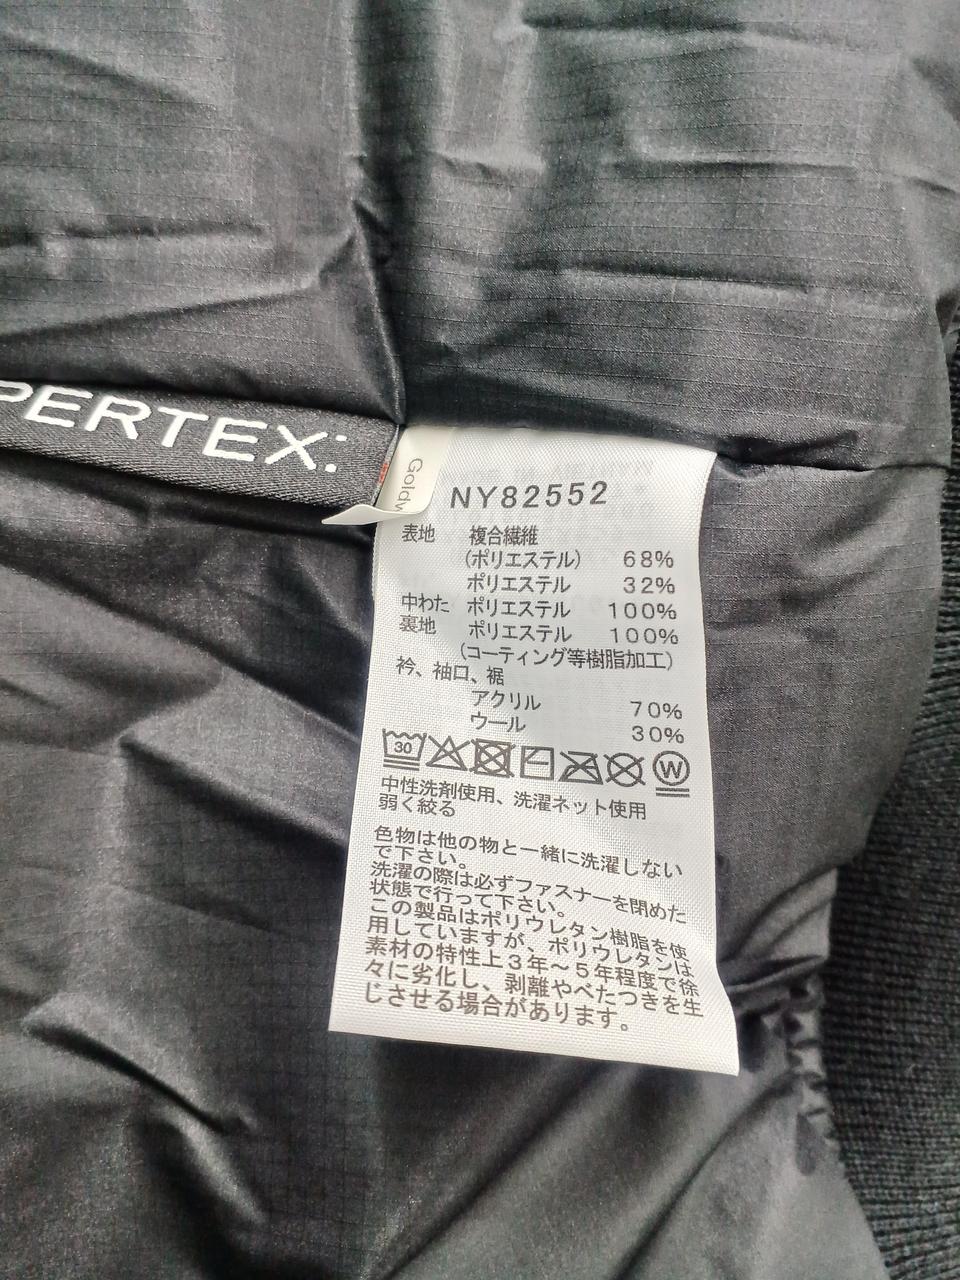 PERTEX:
Goldw
NY82552
表地 複合繊維
(ポリエステル) 68%
ポリエステル 32%
中わた ポリエステル 100%
裏地 ポリエステル 100%
(コーティング等樹脂加工)
衿、袖口、裾
アクリル 70%
ウール 30%
30 W
中性洗剤使用、洗濯ネット使用
弱く絞る
色物は他の物と一緒に洗濯しない
で下さい。
洗濯の際は必ずファスナーを閉めた
状態で行って下さい。
この製品はポリウレタン樹脂を使
用していますが、ポリウレタンは
素材の特性上3年～5年程度で徐
々に劣化し、剥離やべたつきを生
じさせる場合があります。